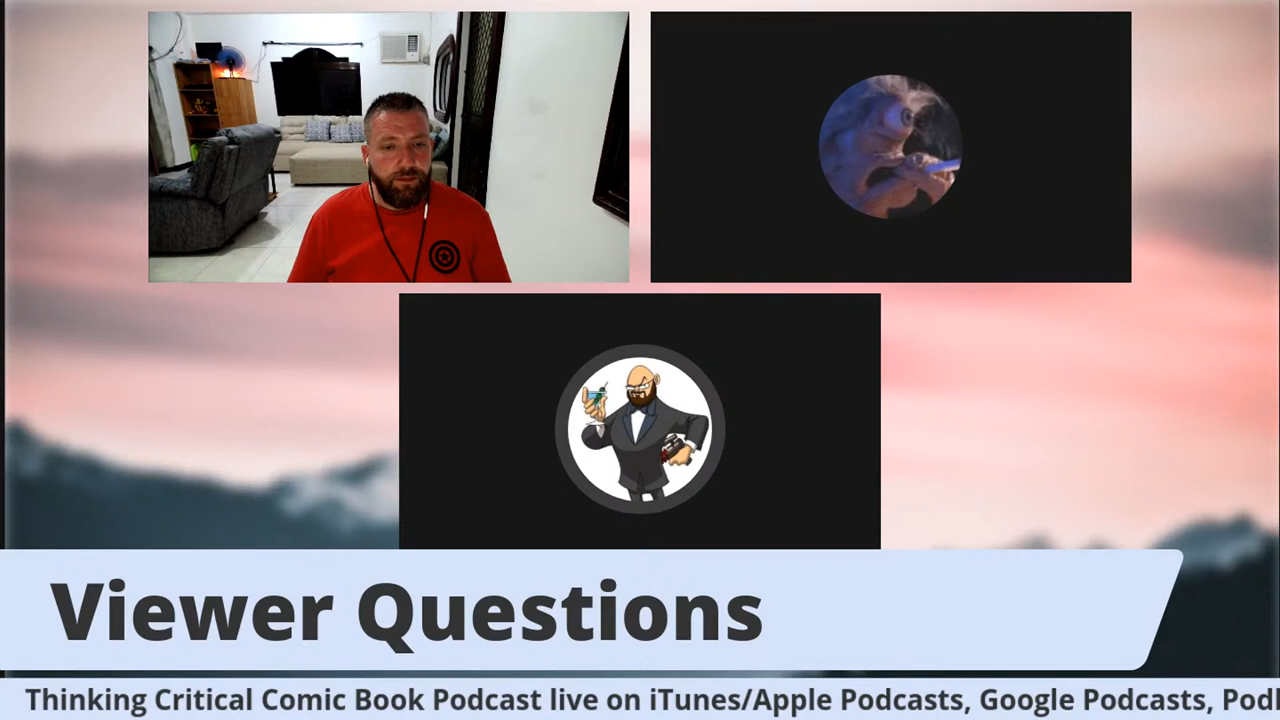 Viewer Questions
Thinking Critical Comic Book Podcast live on iTunes/Apple Podcasts, Google Podcasts,